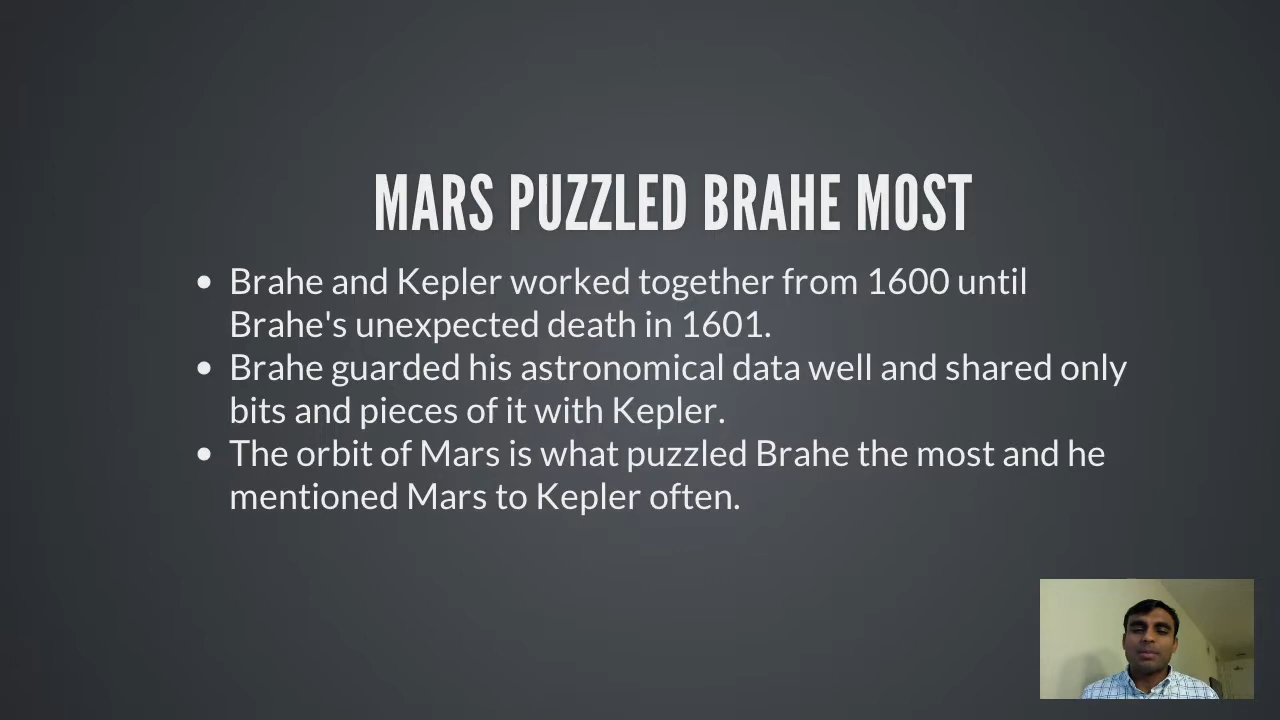 MARS PUZZLED BRAHE MOST
• Brahe and Kepler worked together from 1600 until
Brahe's unexpected death in 1601.
• Brahe guarded his astronomical data well and shared only
bits and pieces of it with Kepler.
• The orbit of Mars is what puzzled Brahe the most and he
mentioned Mars to Kepler often.